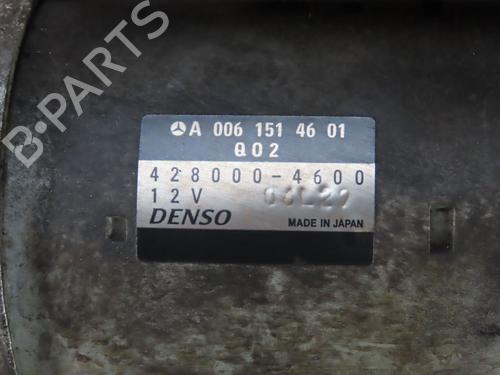 B-PARTS
A 006 151 46 01
Q02
428000-4600
12V
DENSO
MADE IN JAPAN